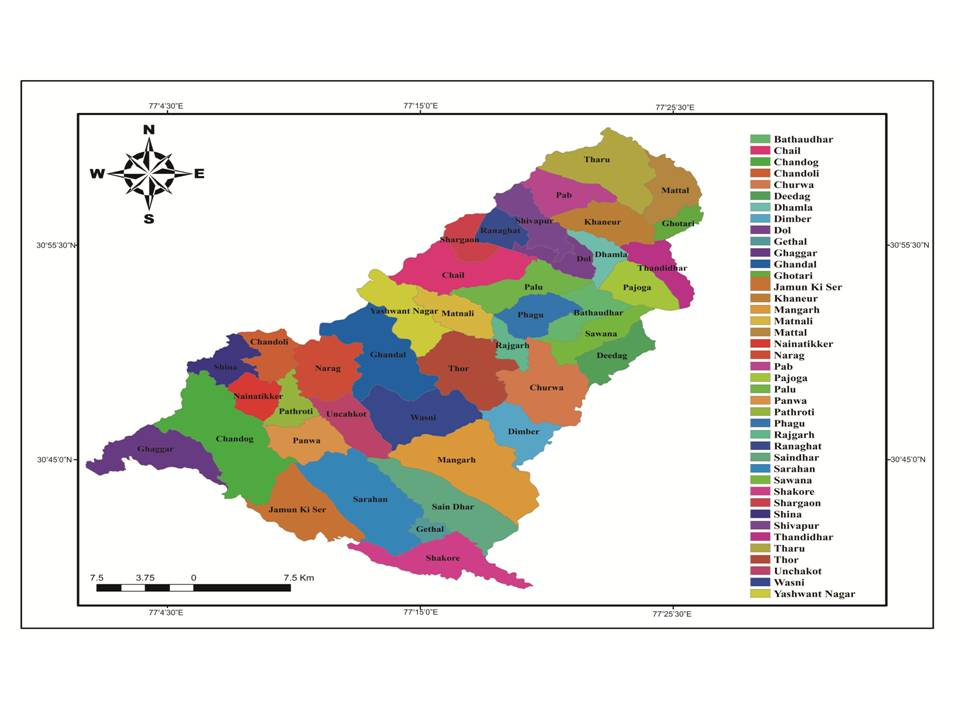 77°4'30"E 77°15'0"E 77°25'30"E
N
W E
S
30°55'30"N 30°55'30"N
30°45'0"N 30°45'0"N
Tharu
Mattal
Pab
Shivapur
Khaneur
Ghotari
Ranaghat
Shargaon
Dol
Dhamla
Thandidhar
Chail
Palu
Pajoga
Yashwant Nagar
Matnali
Phagu
Bathaudhar
Sawana
Rajgarh
Deedag
Chandoli
Ghandal
Shina
Narag
Thor
Churwa
Nainatikker
Pathroti
Uncahkot
Wasni
Dimber
Chandog
Panwa
Ghaggar
Mangarh
Sarahan
Sain Dhar
Jamun Ki Ser
Gethal
Shakore
7.5 3.75 0 7.5 Km
77°4'30"E 77°15'0"E 77°25'30"E
Bathaudhar
Chail
Chandog
Chandoli
Churwa
Deedag
Dhamla
Dimber
Dol
Gethal
Ghaggar
Ghandal
Ghotari
Jamun Ki Ser
Khaneur
Mangarh
Matnali
Mattal
Nainatikker
Narag
Pab
Pajoga
Palu
Panwa
Pathroti
Phagu
Rajgarh
Ranaghat
Saindhar
Sarahan
Sawana
Shakore
Shargaon
Shina
Shivapur
Thandidhar
Tharu
Thor
Unchakot
Wasni
Yashwant Nagar